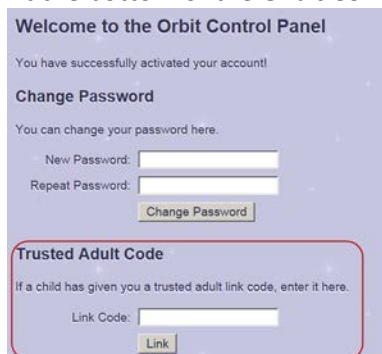 Welcome to the Orbit Control Panel
You have successfully activated your account!
Change Password
You can change your password here.
New Password:
Repeat Password:
Change Password
Trusted Adult Code
If a child has given you a trusted adult link code, enter it here.
Link Code:
Link